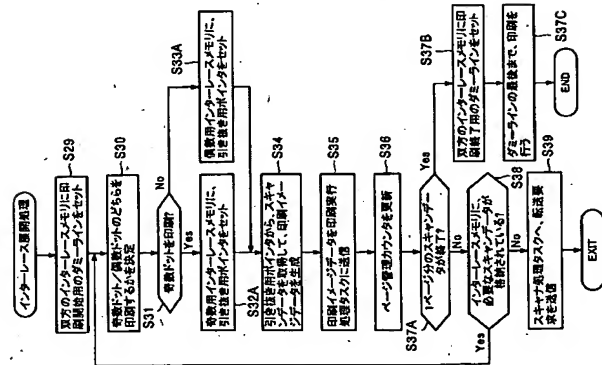 インターレース展開処理
S29
双方のインターレースメモリに印
刷開始用のダミーラインをセット
S30
奇数ドット/偶数ドットのどちらを
印刷するかを決定
S31
奇数ドットを印刷?
No
Yes
S33A
偶数用インターレースメモリに、
引き抜き用ポインタをセット
奇数用インターレースメモリに、
引き抜き用ポインタをセット
S32A
S34
引き抜き用ポインタから、スキャ
ンデータを取得して、印刷イメー
ジデータを生成
S35
印刷イメージデータを印刷実行
処理タスクに送信
S36
ページ管理カウンタを更新
S37A
1ページ分のスキャンデー
タが終了?
Yes
No
S37B
双方のインターレースメモリに印
刷終了用のダミーラインをセット
S37C
ダミーラインの最後まで、印刷を
行う
END
S38
インターレースメモリに、
必要なスキャンデータが
格納されている?
Yes
No
S39
スキャナ処理タスクへ、転送要
求を送信
EXIT